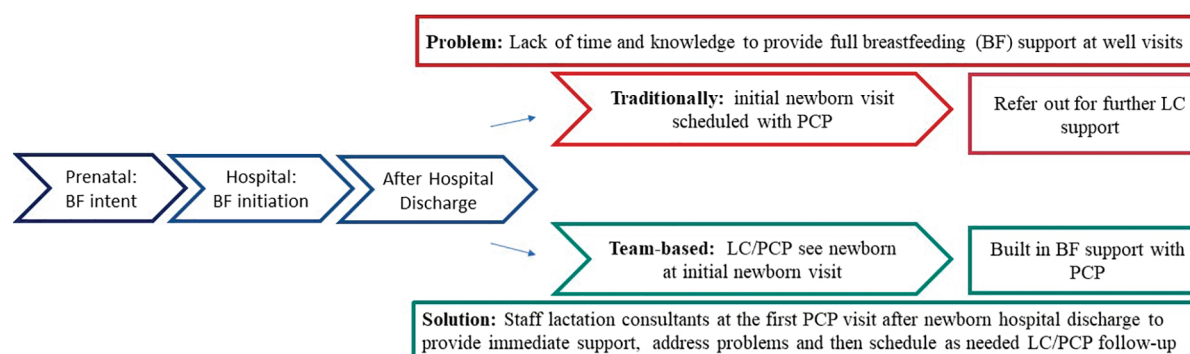 Problem: Lack of time and knowledge to provide full breastfeeding (BF) support at well visits
Traditionally: initial newborn visit
scheduled with PCP
Refer out for further LC
support
Prenatal:
BF intent
Hospital:
BF initiation
After Hospital
Discharge
Team-based: LC/PCP see newborn
at initial newborn visit
Built in BF support with
PCP
Solution: Staff lactation consultants at the first PCP visit after newborn hospital discharge to
provide immediate support, address problems and then schedule as needed LC/PCP follow-up